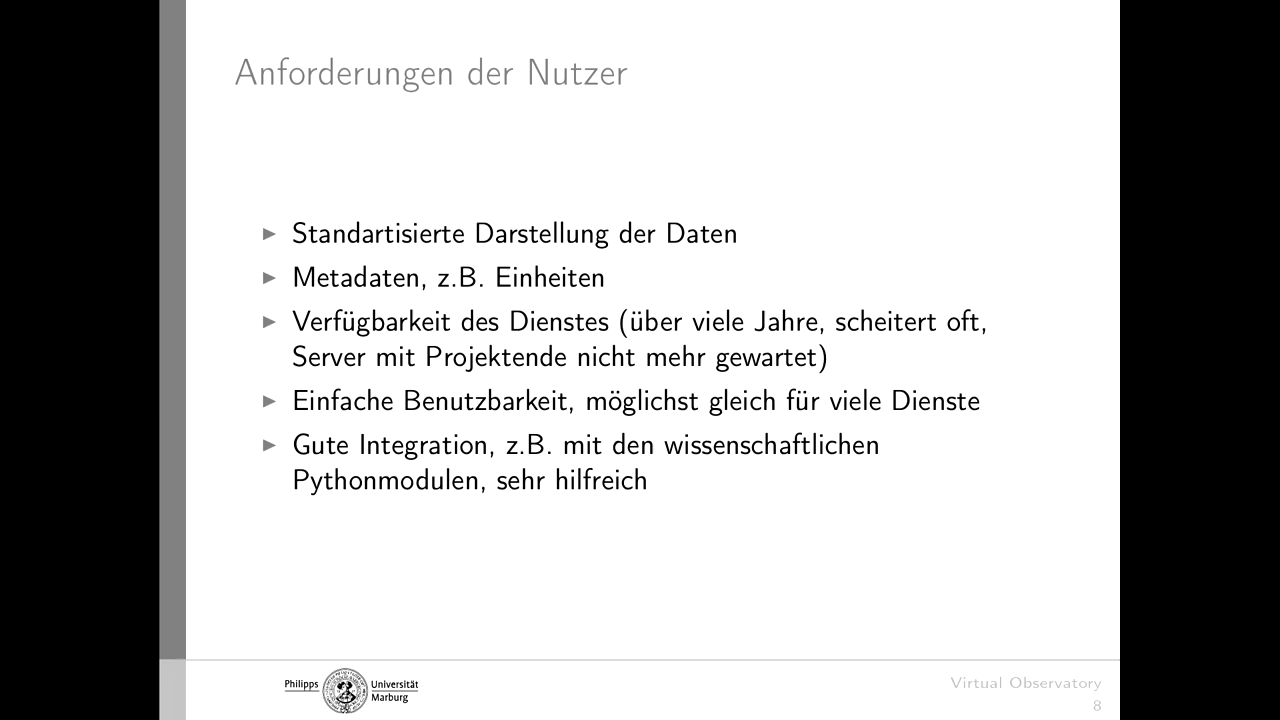 Anforderungen der Nutzer
Standartisierte Darstellung der Daten
Metadaten, z.B. Einheiten
Verfügbarkeit des Dienstes (über viele Jahre, scheitert oft,
Server mit Projektende nicht mehr gewartet)
Einfache Benutzbarkeit, möglichst gleich für viele Dienste
Gute Integration, z.B. mit den wissenschaftlichen
Pythonmodulen, sehr hilfreich
Philipps Universität
Marburg
Virtual Observatory
8